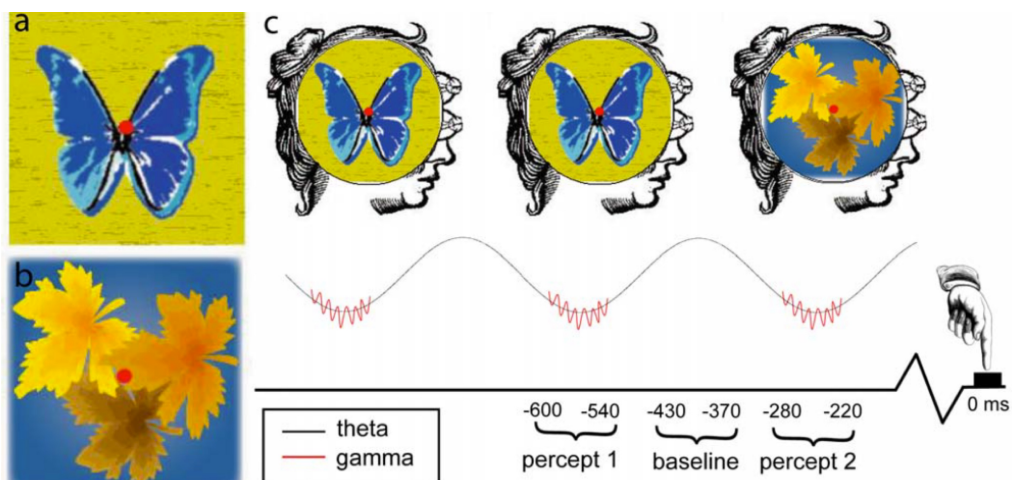 a
b
c
theta
gamma
-600 -540 -430 -370 -280 -220
percept 1 baseline percept 2
0 ms